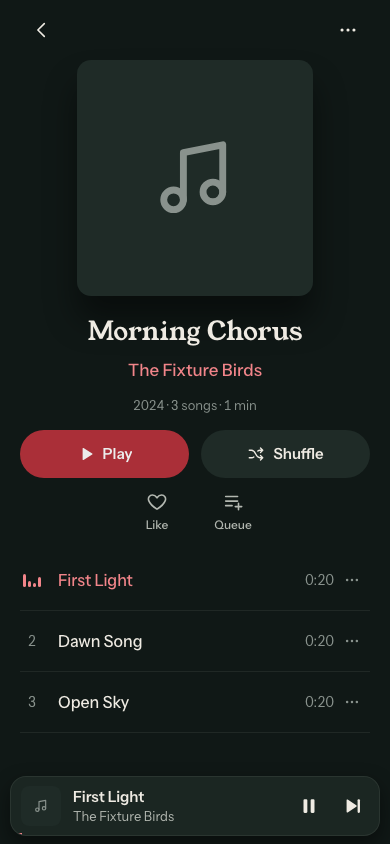 Morning Chorus
The Fixture Birds
2024 · 3 songs · 1 min
Play
Shuffle
Like
Queue
First Light 0:20
2 Dawn Song 0:20
3 Open Sky 0:20
First Light
The Fixture Birds